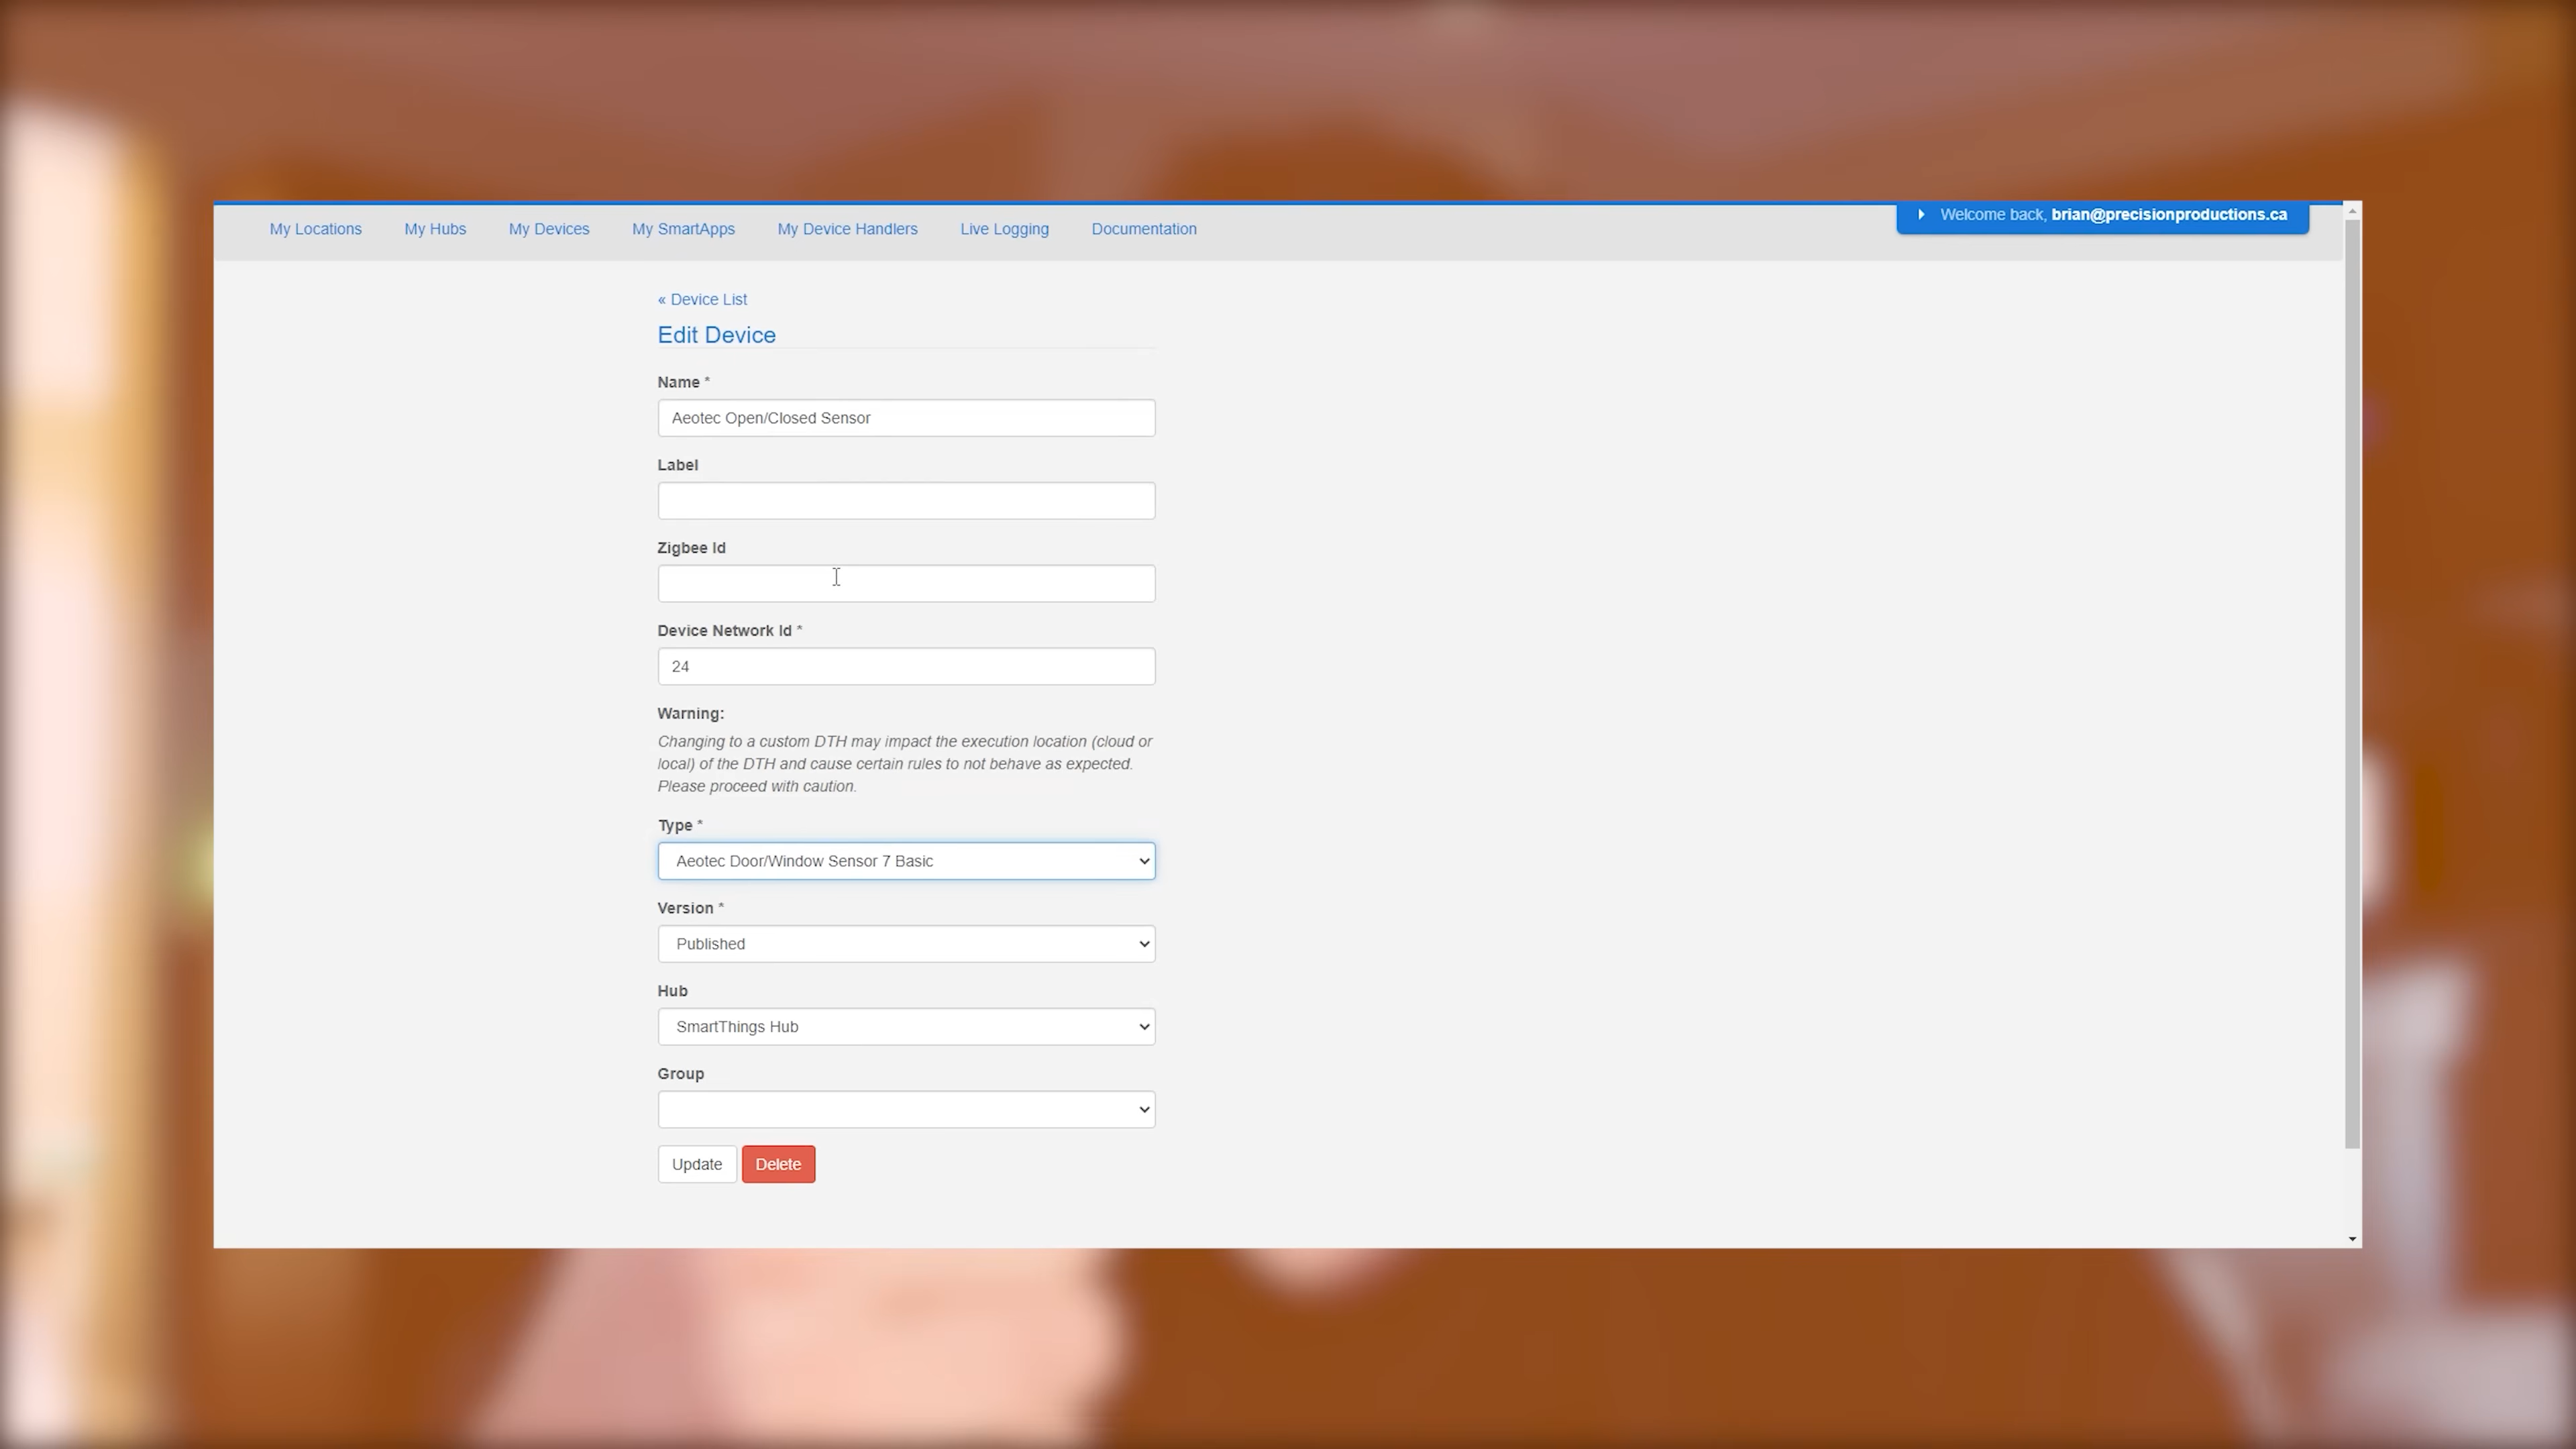 My Locations My Hubs My Devices My SmartApps My Device Handlers Live Logging Documentation Welcome back, brian@precisionproductions.ca
« Device List
Edit Device
Name *
Aeotec Open/Closed Sensor
Label
Zigbee Id
Device Network Id *
24
Warning:
Changing to a custom DTH may impact the execution location (cloud or
local) of the DTH and cause certain rules to not behave as expected.
Please proceed with caution.
Type *
Aeotec Door/Window Sensor 7 Basic
Version *
Published
Hub
SmartThings Hub
Group
Update Delete